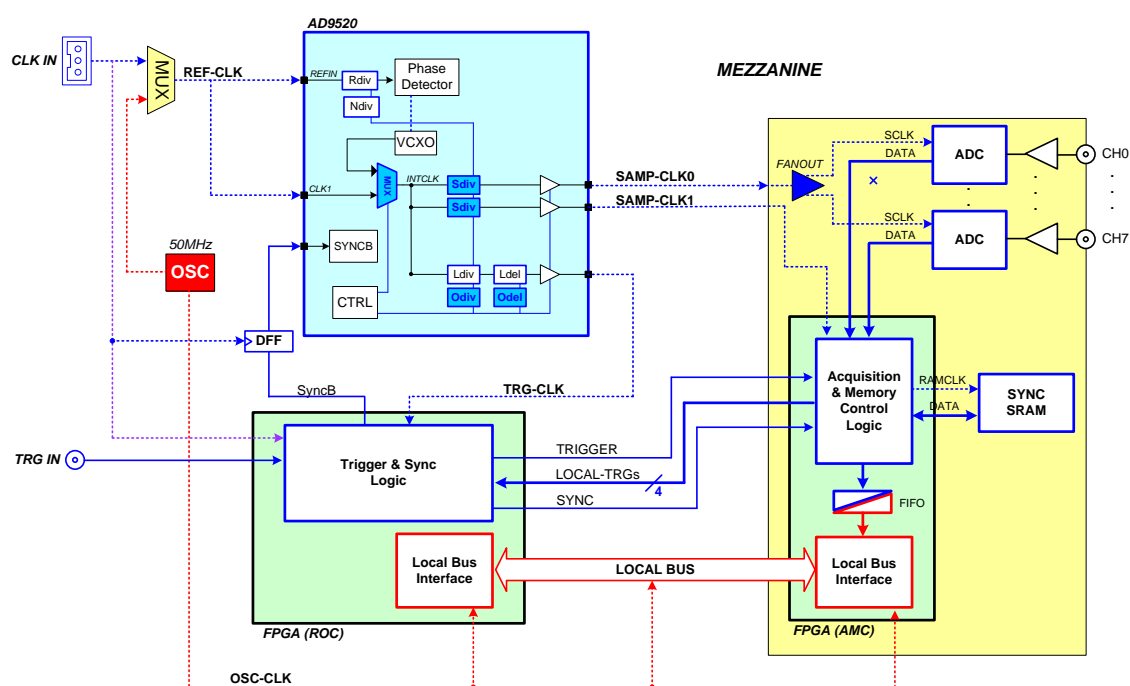 AD9520
CLK IN
MUX
REF-CLK
REFIN
Rdiv
Phase
Detector
Ndiv
MEZZANINE
VCXO
MUX
INTCLK
CLK1
Sdiv
Sdiv
SAMP-CLK0
SAMP-CLK1
FANOUT
SCLK
DATA
ADC
CH0
SCLK
DATA
ADC
CH7
50MHz
OSC
SYNCB
Ldiv
Ldel
Odiv
Odel
CTRL
DFF
SyncB
TRG-CLK
Acquisition
& Memory
Control
Logic
RAMCLK
DATA
SYNC
SRAM
TRG IN
Trigger & Sync
Logic
TRIGGER
LOCAL-TRGs
4
SYNC
FIFO
Local Bus
Interface
LOCAL BUS
Local Bus
Interface
FPGA (ROC)
FPGA (AMC)
OSC-CLK